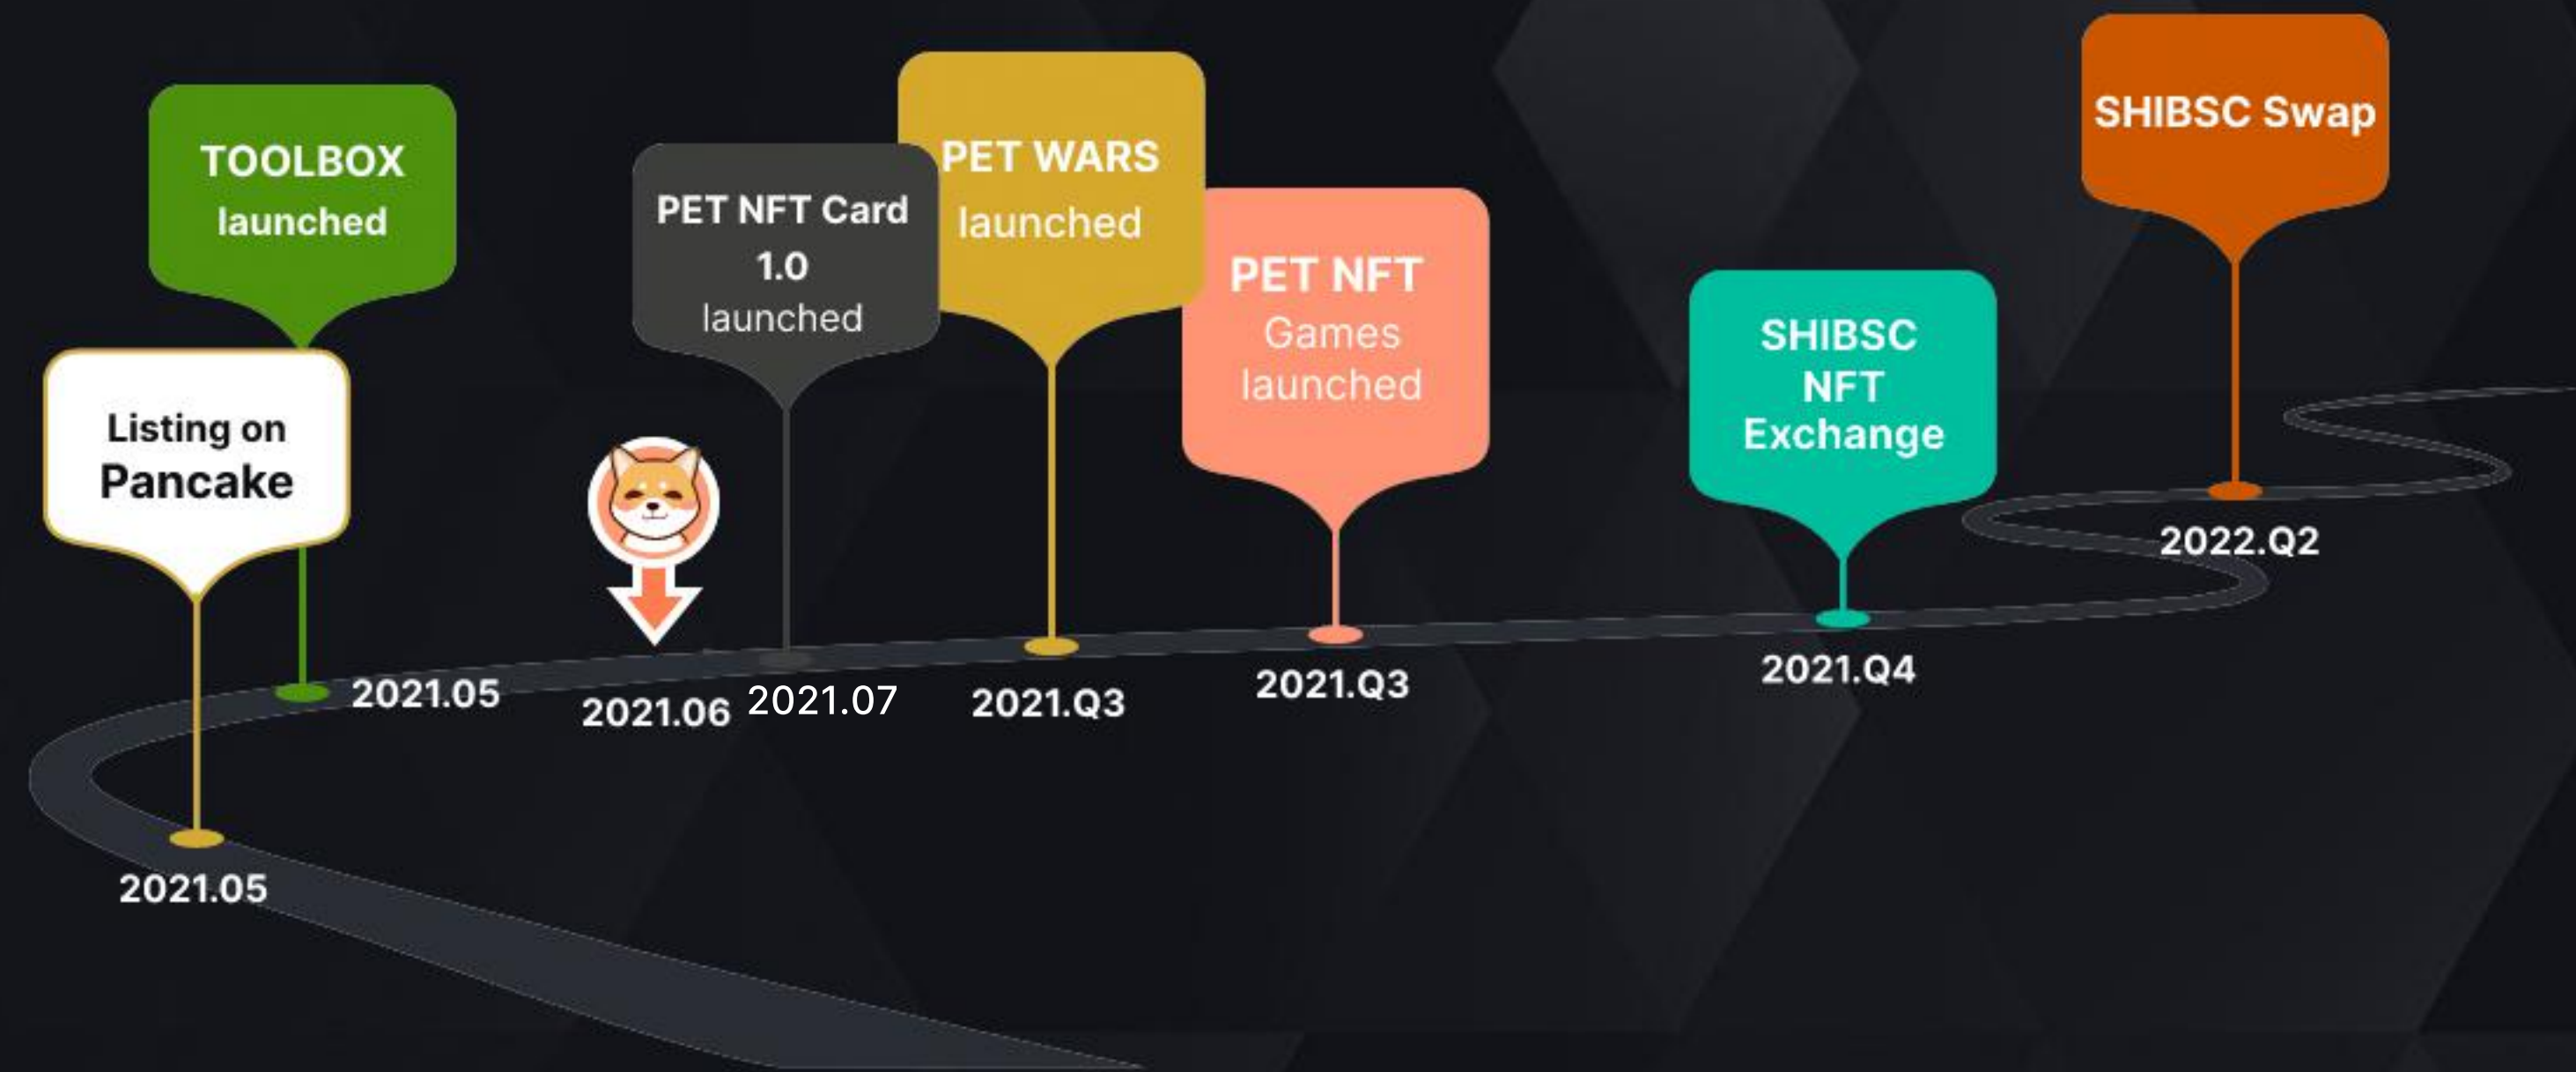 TOOLBOX
launched
Listing on
Pancake
PET NFT Card
1.0
launched
PET WARS
launched
PET NFT
Games
launched
SHIBSC
NFT
Exchange
SHIBSC Swap
2021.05
2021.05
2021.06
2021.07
2021.Q3
2021.Q3
2021.Q4
2022.Q2